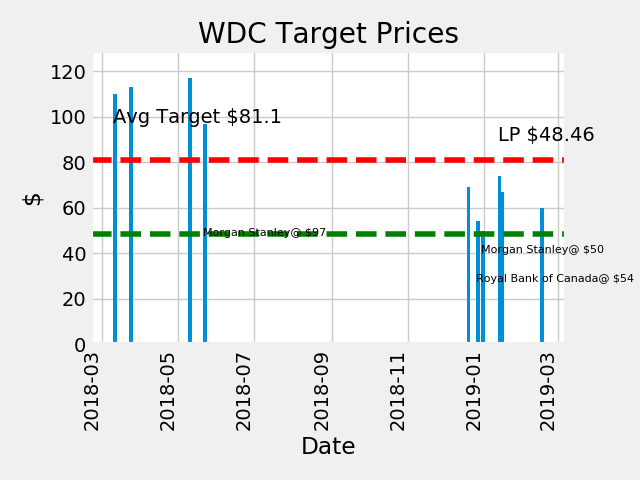 WDC Target Prices
120
100
80
60
40
20
0
$
Avg Target $81.1
LP $48.46
Morgan Stanley@ $97
Morgan Stanley@ $50
Royal Bank of Canada@ $54
2018-03
2018-05
2018-07
2018-09
2018-11
2019-01
2019-03
Date